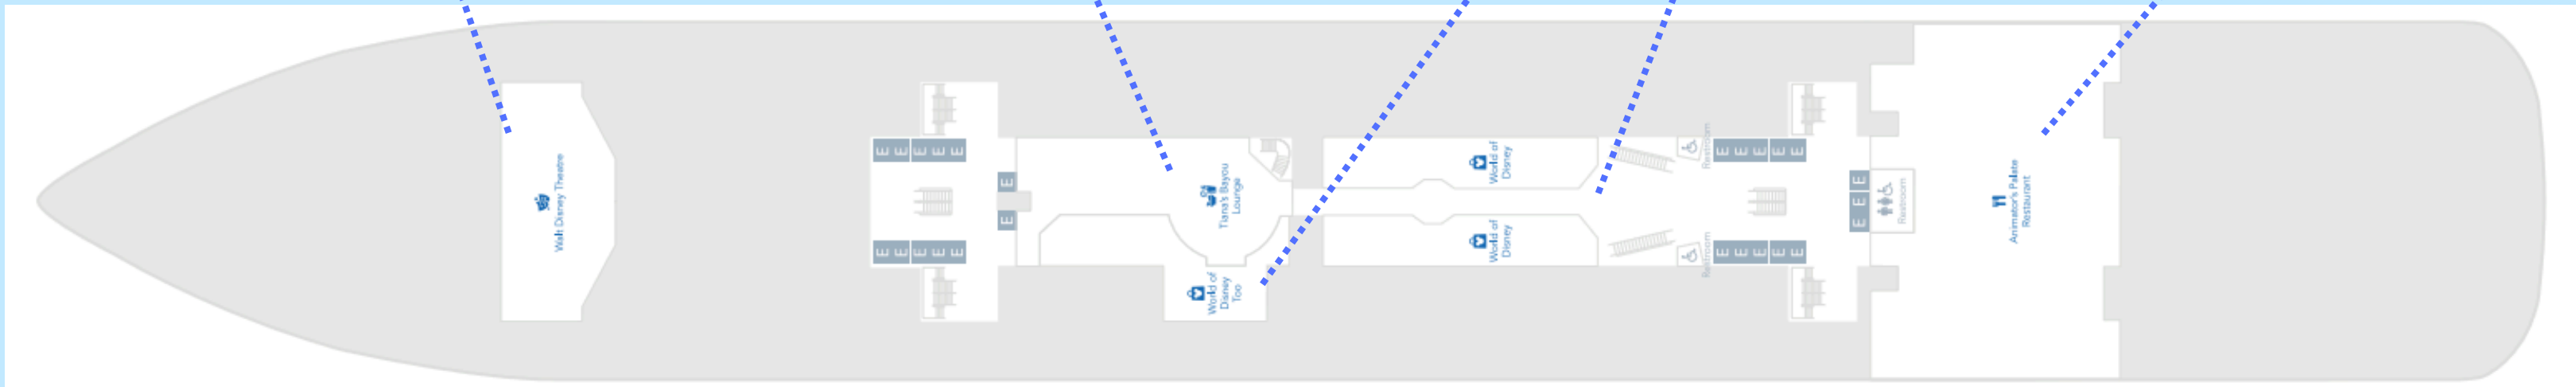 Walt Disney Theatre
E E E E E
E E E E E
E
E
Tiana's Bayou
Lounge
World of
Disney
Too
World of
Disney
World of
Disney
Restroom
Restroom
E E E E E
E E E E E
E E
E
Restroom
Animator's Palate
Restaurant